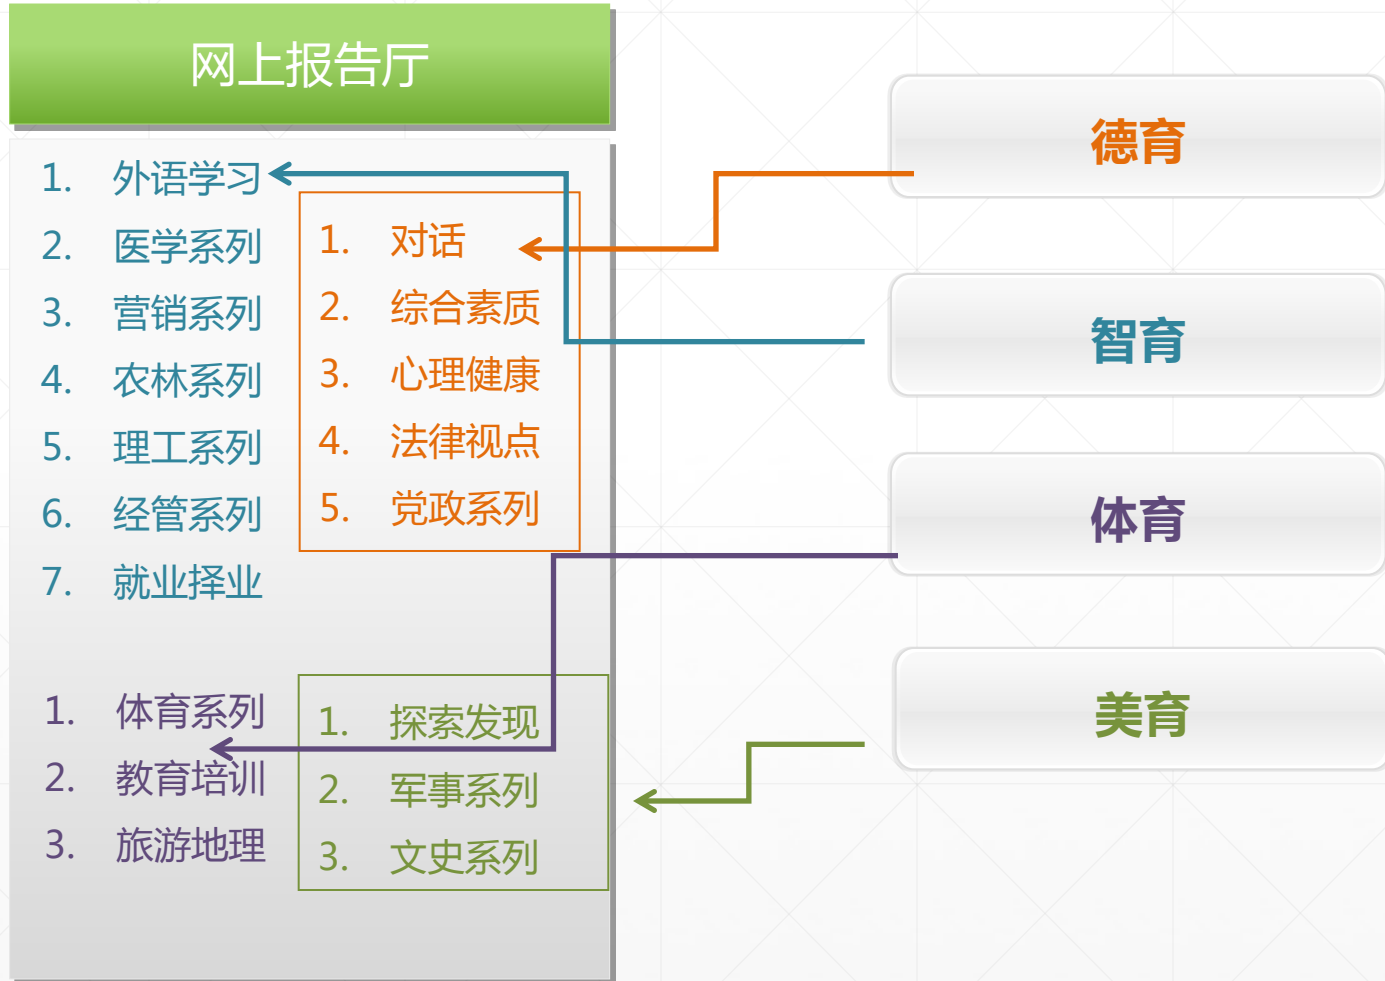 网上报告厅
1. 外语学习
2. 医学系列
3. 营销系列
4. 农林系列
5. 理工系列
6. 经管系列
7. 就业择业
1. 对话
2. 综合素质
3. 心理健康
4. 法律视点
5. 党政系列
1. 体育系列
2. 教育培训
3. 旅游地理
1. 探索发现
2. 军事系列
3. 文史系列
德育
智育
体育
美育